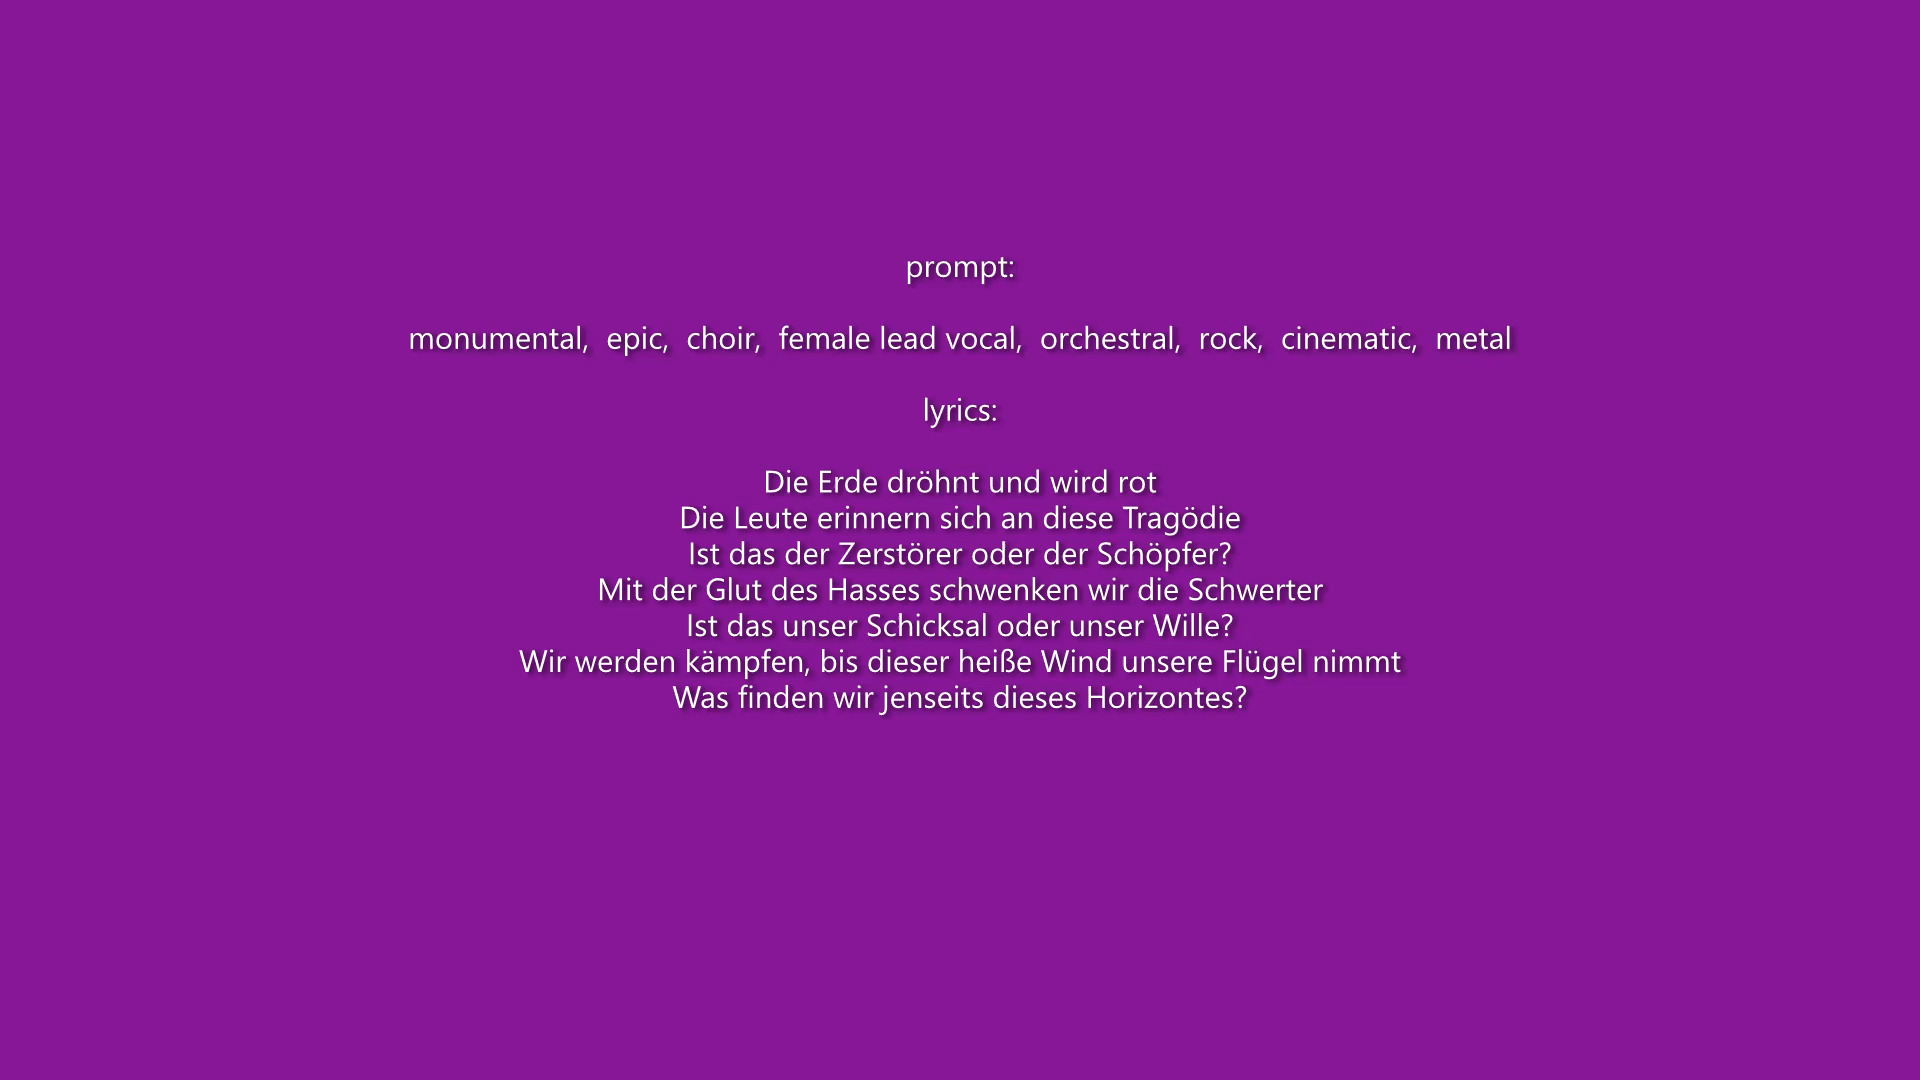 prompt:
monumental, epic, choir, female lead vocal, orchestral, rock, cinematic, metal
lyrics:
Die Erde dröhnt und wird rot
Die Leute erinnern sich an diese Tragödie
Ist das der Zerstörer oder der Schöpfer?
Mit der Glut des Hasses schwenken wir die Schwerter
Ist das unser Schicksal oder unser Wille?
Wir werden kämpfen, bis dieser heiße Wind unsere Flügel nimmt
Was finden wir jenseits dieses Horizontes?